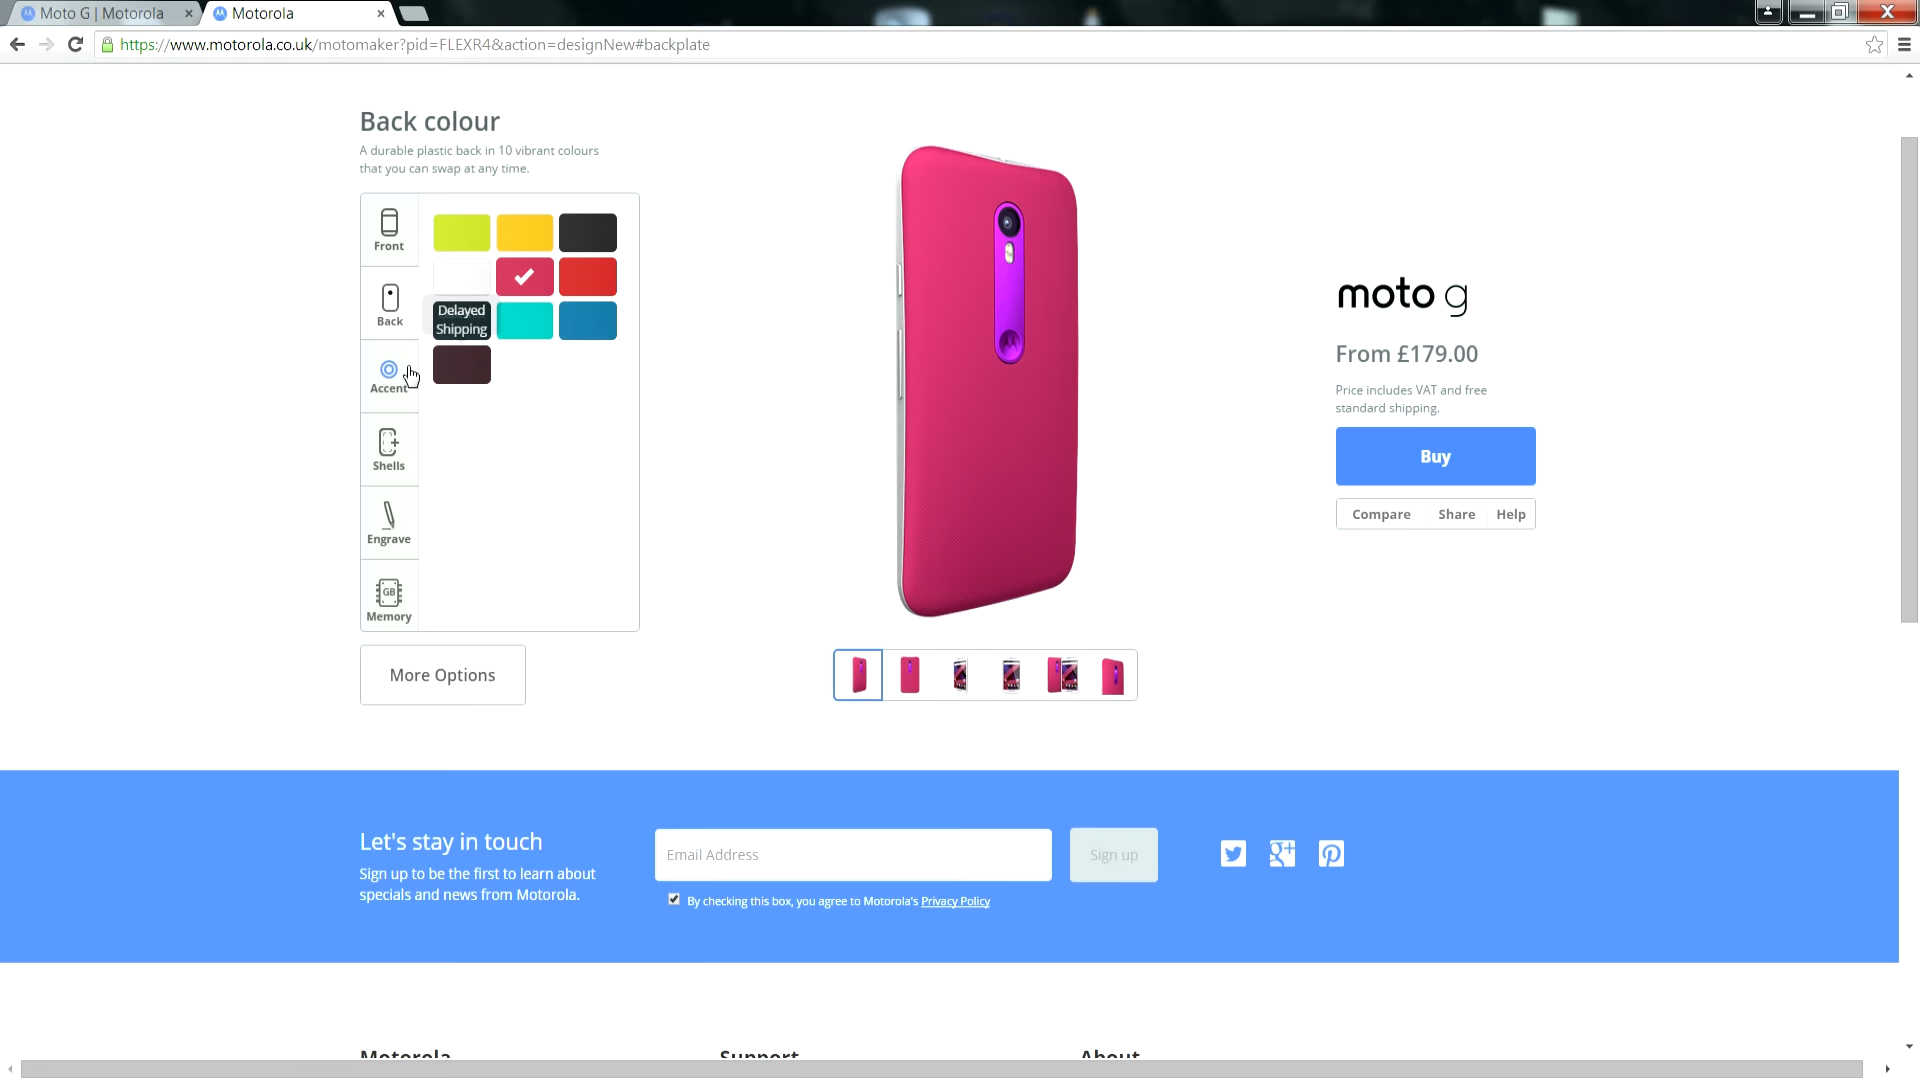 Moto G | Motorola
Motorola
https://www.motorola.co.uk/motomaker?pid=FLEXR4&action=designNew#backplate
Back colour
A durable plastic back in 10 vibrant colours
that you can swap at any time.
Front
Back
Accent
Shells
Engrave
GB
Memory
Delayed
Shipping
More Options
moto g
From £179.00
Price includes VAT and free
standard shipping.
Buy
Compare Share Help
Let's stay in touch
Sign up to be the first to learn about
specials and news from Motorola.
Email Address
Sign up
By checking this box, you agree to Motorola's Privacy Policy
Motorola Support About